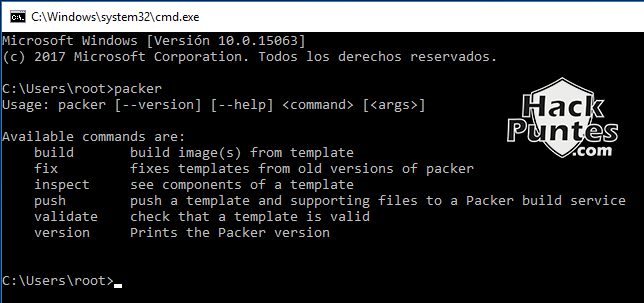 C:\Windows\system32\cmd.exe
Microsoft Windows [Versión 10.0.15063]
(c) 2017 Microsoft Corporation. Todos los derechos reservados.
C:\Users\root>packer
Usage: packer [--version] [--help] <command> [<args>]
Hack
Puntes
.com
Available commands are:
build build image(s) from template
fix fixes templates from old versions of packer
inspect see components of a template
push push a template and supporting files to a Packer build service
validate check that a template is valid
version Prints the Packer version
C:\Users\root>